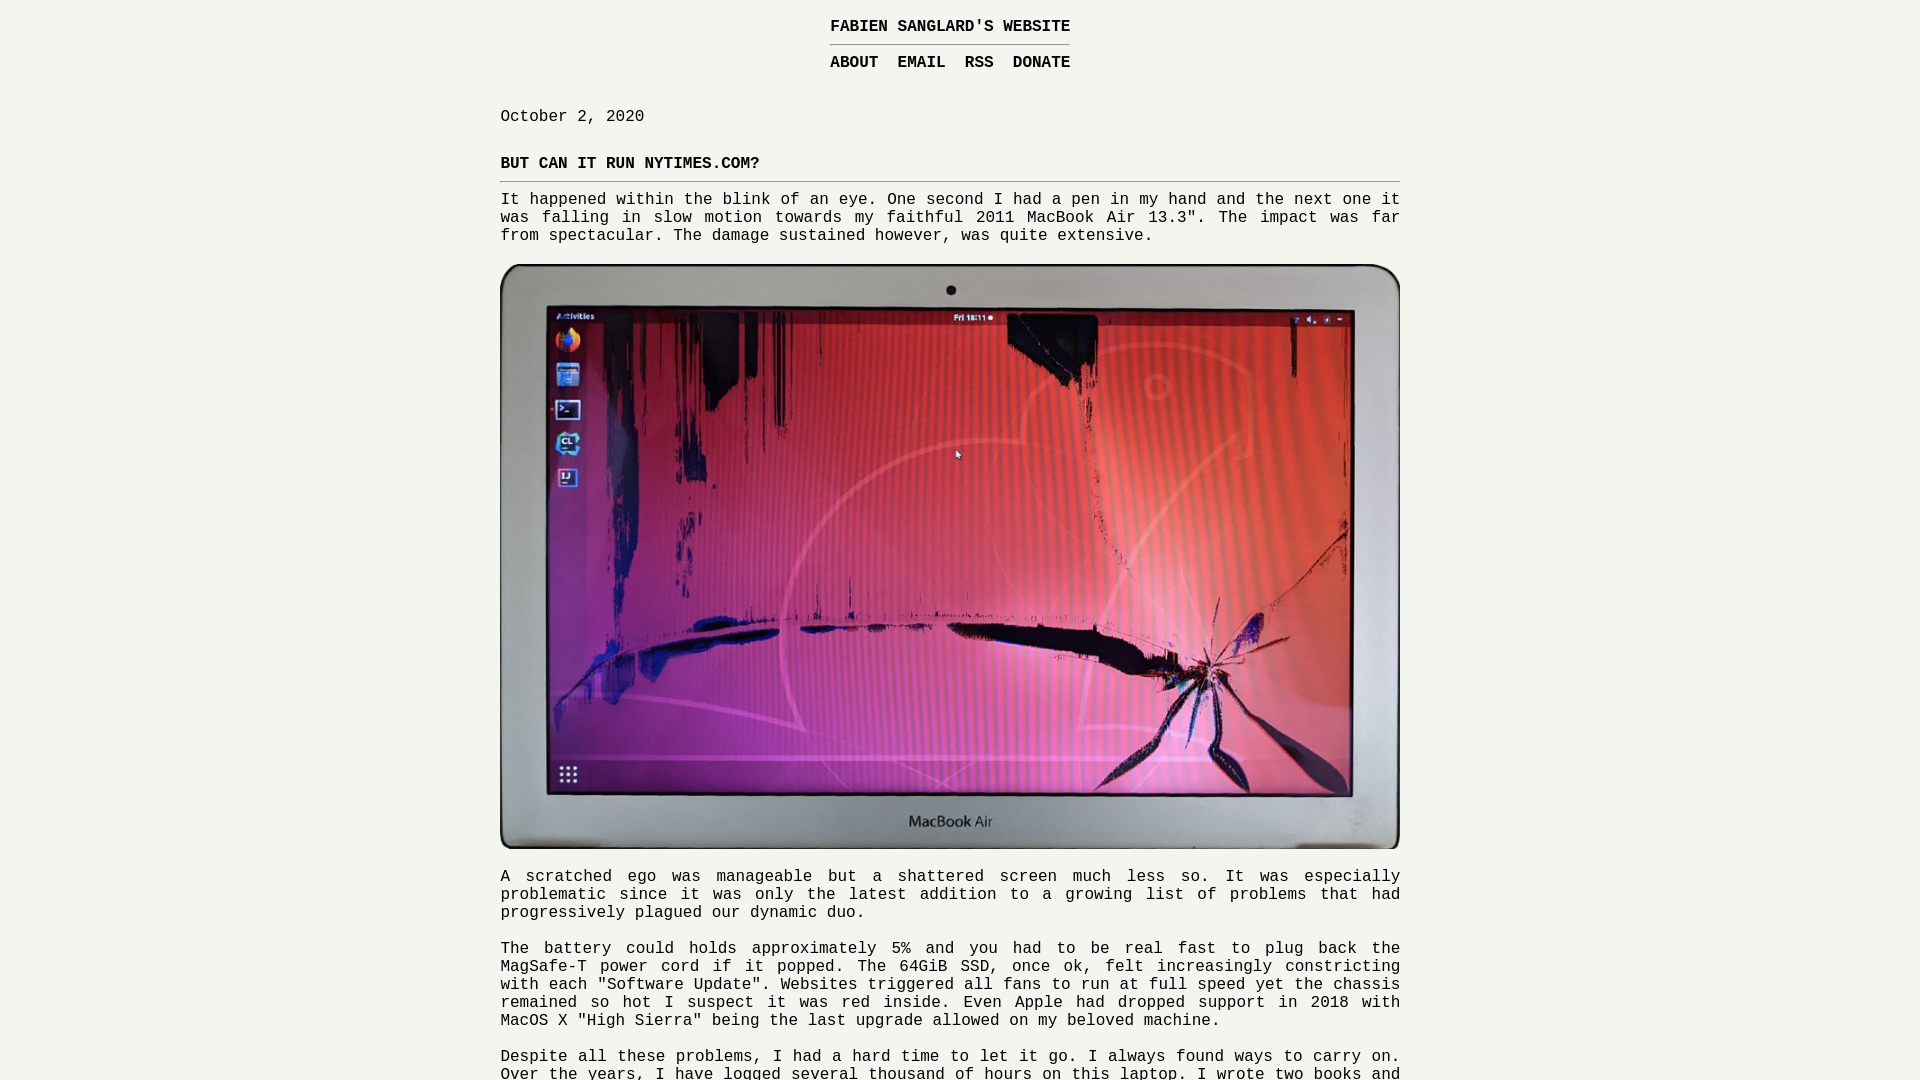 FABIEN SANGLARD'S WEBSITE
ABOUT EMAIL RSS DONATE
October 2, 2020
BUT CAN IT RUN NYTIMES.COM?
It happened within the blink of an eye. One second I had a pen in my hand and the next one it
was falling in slow motion towards my faithful 2011 MacBook Air 13.3". The impact was far
from spectacular. The damage sustained however, was quite extensive.
Activities
Fri 16:11
CL
IJ
MacBook Air
A scratched ego was manageable but a shattered screen much less so. It was especially
problematic since it was only the latest addition to a growing list of problems that had
progressively plagued our dynamic duo.
The battery could holds approximately 5% and you had to be real fast to plug back the
MagSafe-T power cord if it popped. The 64GiB SSD, once ok, felt increasingly constricting
with each "Software Update". Websites triggered all fans to run at full speed yet the chassis
remained so hot I suspect it was red inside. Even Apple had dropped support in 2018 with
MacOS X "High Sierra" being the last upgrade allowed on my beloved machine.
Despite all these problems, I had a hard time to let it go. I always found ways to carry on.
Over the years, I have logged several thousand of hours on this laptop. I wrote two books and